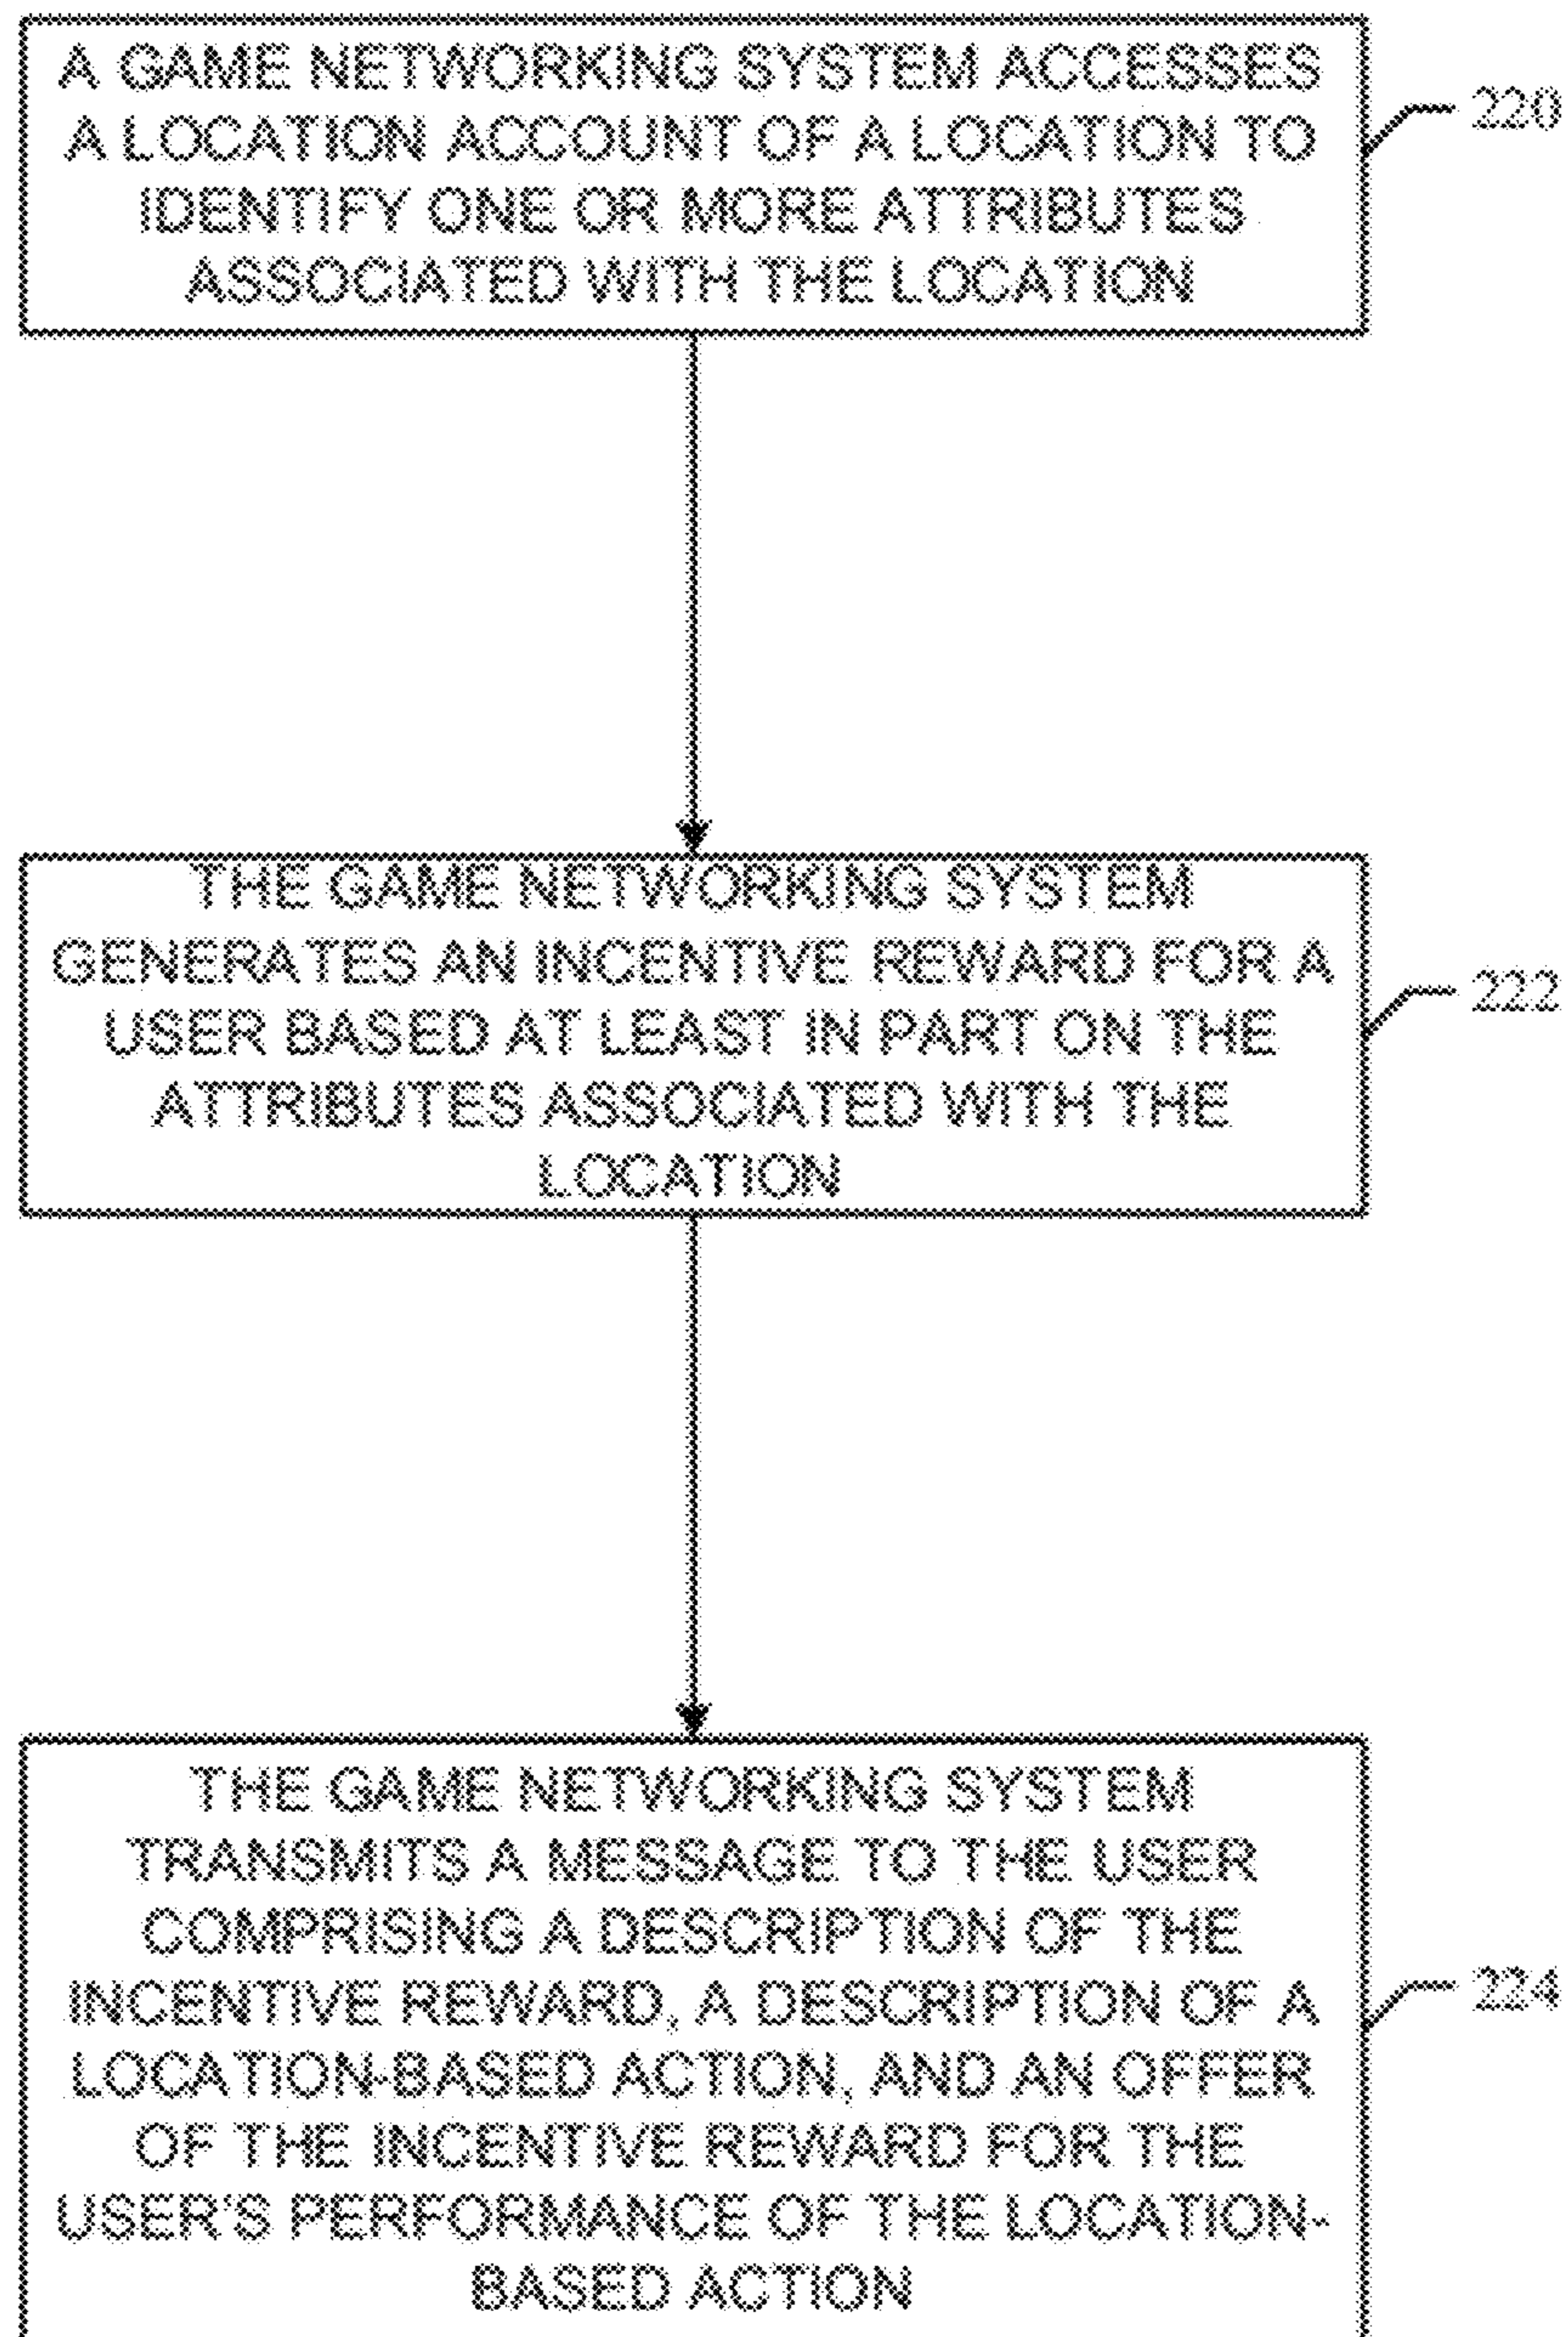 A GAME NETWORKING SYSTEM ACCESSES
A LOCATION ACCOUNT OF A LOCATION TO
IDENTIFY ONE OR MORE ATTRIBUTES
ASSOCIATED WITH THE LOCATION
220
THE GAME NETWORKING SYSTEM
GENERATES AN INCENTIVE REWARD FOR A
USER BASED AT LEAST IN PART ON THE
ATTRIBUTES ASSOCIATED WITH THE
LOCATION
222
THE GAME NETWORKING SYSTEM
TRANSMITS A MESSAGE TO THE USER
COMPRISING A DESCRIPTION OF THE
INCENTIVE REWARD, A DESCRIPTION OF A
LOCATION-BASED ACTION, AND AN OFFER
OF THE INCENTIVE REWARD FOR THE
USER'S PERFORMANCE OF THE LOCATION-
BASED ACTION
224